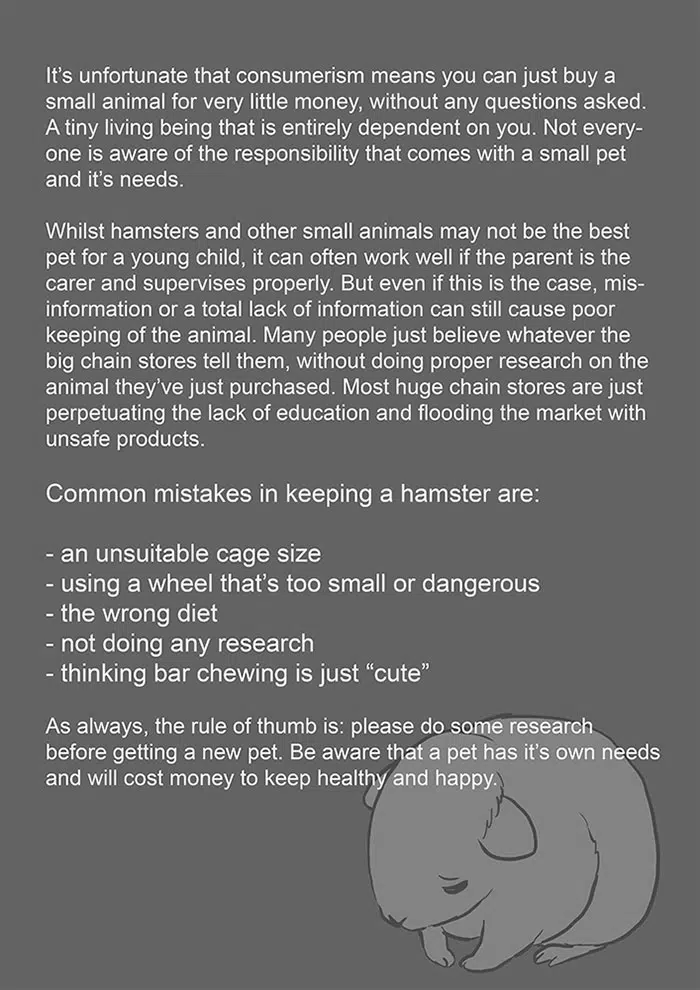 It’s unfortunate that consumerism means you can just buy a
small animal for very little money, without any questions asked.
A tiny living being that is entirely dependent on you. Not every-
one is aware of the responsibility that comes with a small pet
and it’s needs.
Whilst hamsters and other small animals may not be the best
pet for a young child, it can often work well if the parent is the
carer and supervises properly. But even if this is the case, mis-
information or a total lack of information can still cause poor
keeping of the animal. Many people just believe whatever the
big chain stores tell them, without doing proper research on the
animal they’ve just purchased. Most huge chain stores are just
perpetuating the lack of education and flooding the market with
unsafe products.
Common mistakes in keeping a hamster are:
- an unsuitable cage size
- using a wheel that’s too small or dangerous
- the wrong diet
- not doing any research
- thinking bar chewing is just “cute”
As always, the rule of thumb is: please do some research
before getting a new pet. Be aware that a pet has it’s own needs
and will cost money to keep healthy and happy.